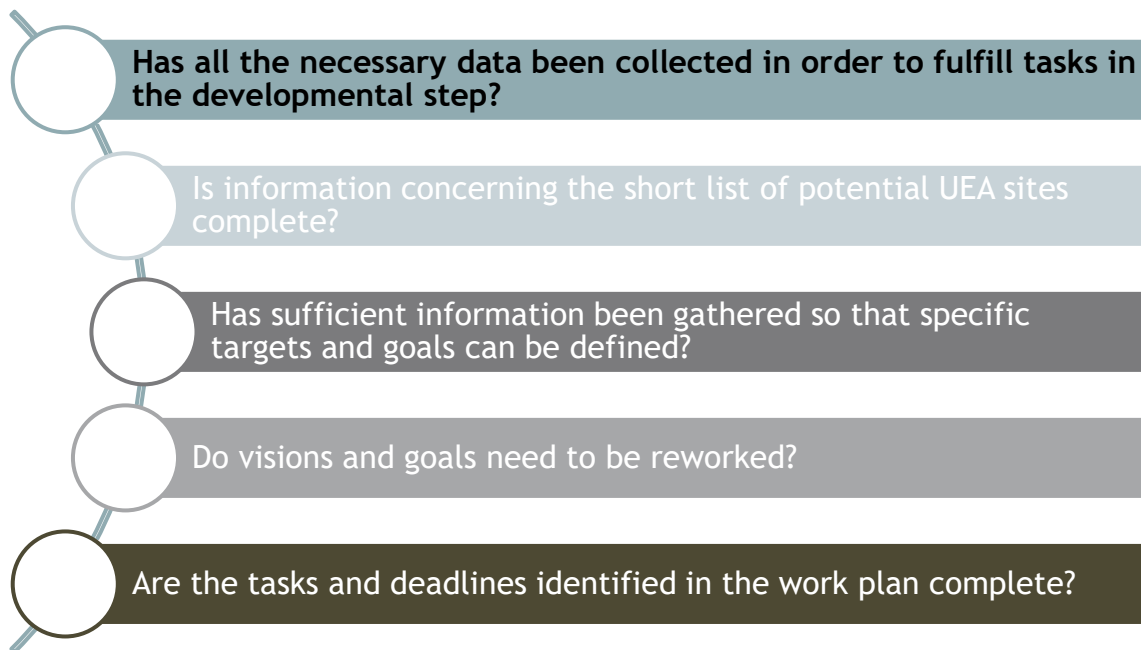 Has all the necessary data been collected in order to fulfill tasks in
the developmental step?
Is information concerning the short list of potential UEA sites
complete?
Has sufficient information been gathered so that specific
targets and goals can be defined?
Do visions and goals need to be reworked?
Are the tasks and deadlines identified in the work plan complete?